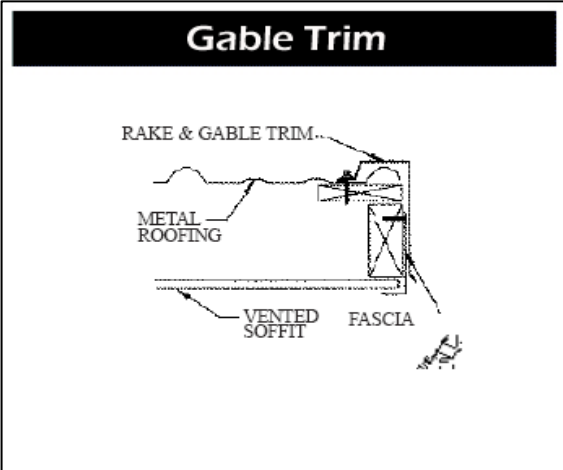 Gable Trim
RAKE & GABLE TRIM
METAL
ROOFING
VENTED
SOFFIT
FASCIA